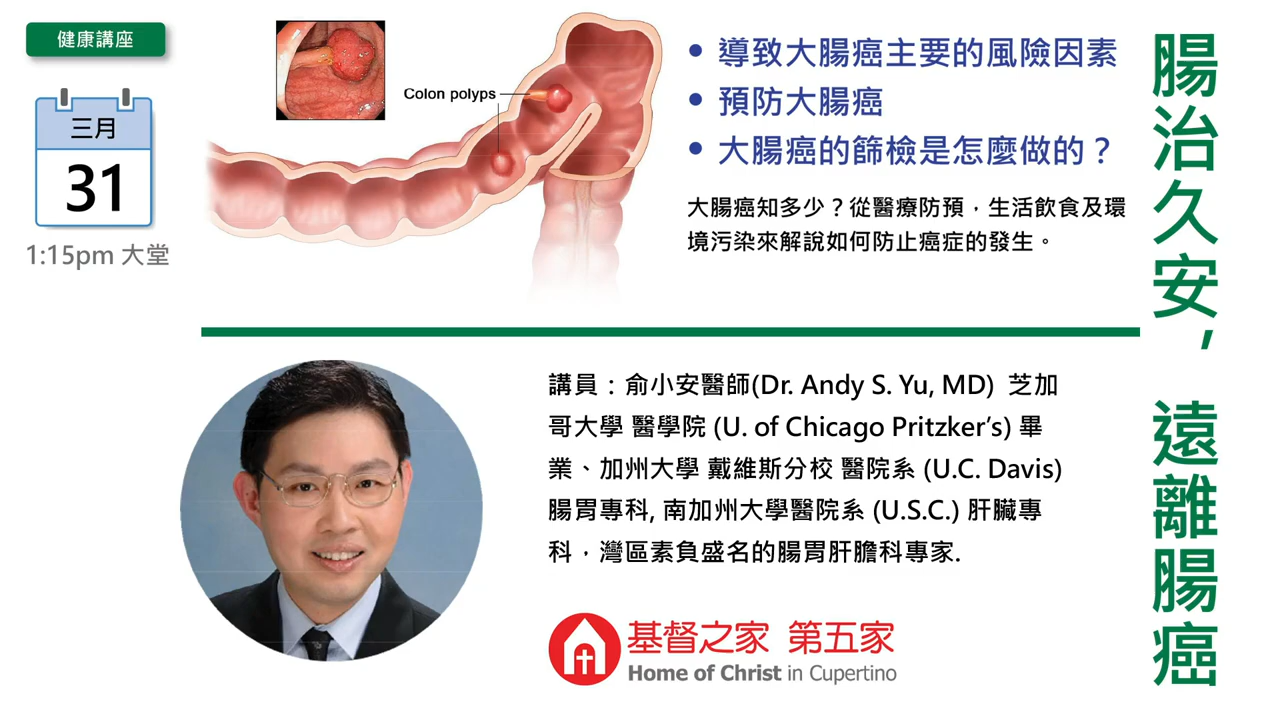 健康講座
三月
31
1:15pm 大堂
Colon polyps
• 導致大腸癌主要的風險因素
• 預防大腸癌
• 大腸癌的篩檢是怎麼做的？
大腸癌知多少？從醫療防預，生活飲食及環
境污染來解說如何防止癌症的發生。
腸治久安，遠離腸癌
講員：俞小安醫師(Dr. Andy S. Yu, MD) 芝加
哥大學 醫學院 (U. of Chicago Pritzker’s) 畢
業、加州大學 戴維斯分校 醫院系 (U.C. Davis)
腸胃專科, 南加州大學醫院系 (U.S.C.) 肝臟專
科，灣區素負盛名的腸胃肝膽科專家.
基督之家 第五家
Home of Christ in Cupertino